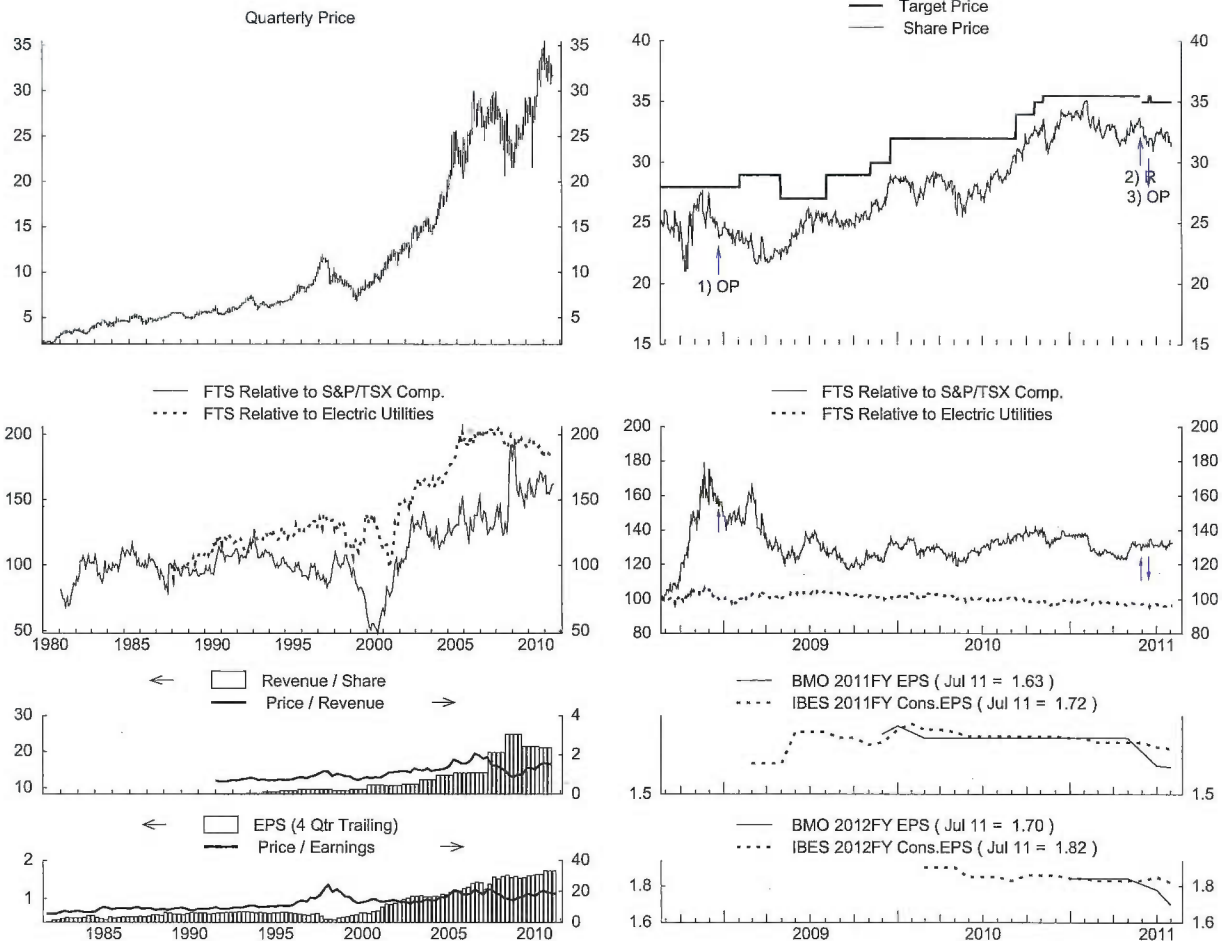 Quarterly Price
35 35
30 30
25 25
20 20
15 15
10 10
5 5
FTS Relative to S&P/TSX Comp.
FTS Relative to Electric Utilities
200 200
150 150
100 100
50 50
1980 1985 1990 1995 2000 2005 2010
Revenue / Share
Price / Revenue
30 4
20 2
10 0
EPS (4 Qtr Trailing)
Price / Earnings
2 40
1 20
0
1985 1990 1995 2000 2005 2010
Target Price
Share Price
40 40
35 35
30 30
2) R
3) OP
25 25
1) OP
20 20
15 15
FTS Relative to S&P/TSX Comp.
FTS Relative to Electric Utilities
200 200
180 180
160 160
140 140
120 120
100 100
80 80
2009 2010 2011
BMO 2011FY EPS ( Jul 11 = 1.63 )
IBES 2011FY Cons.EPS ( Jul 11 = 1.72 )
1.5 1.5
BMO 2012FY EPS ( Jul 11 = 1.70 )
IBES 2012FY Cons.EPS ( Jul 11 = 1.82 )
1.8 1.8
1.6 1.6
2009 2010 2011